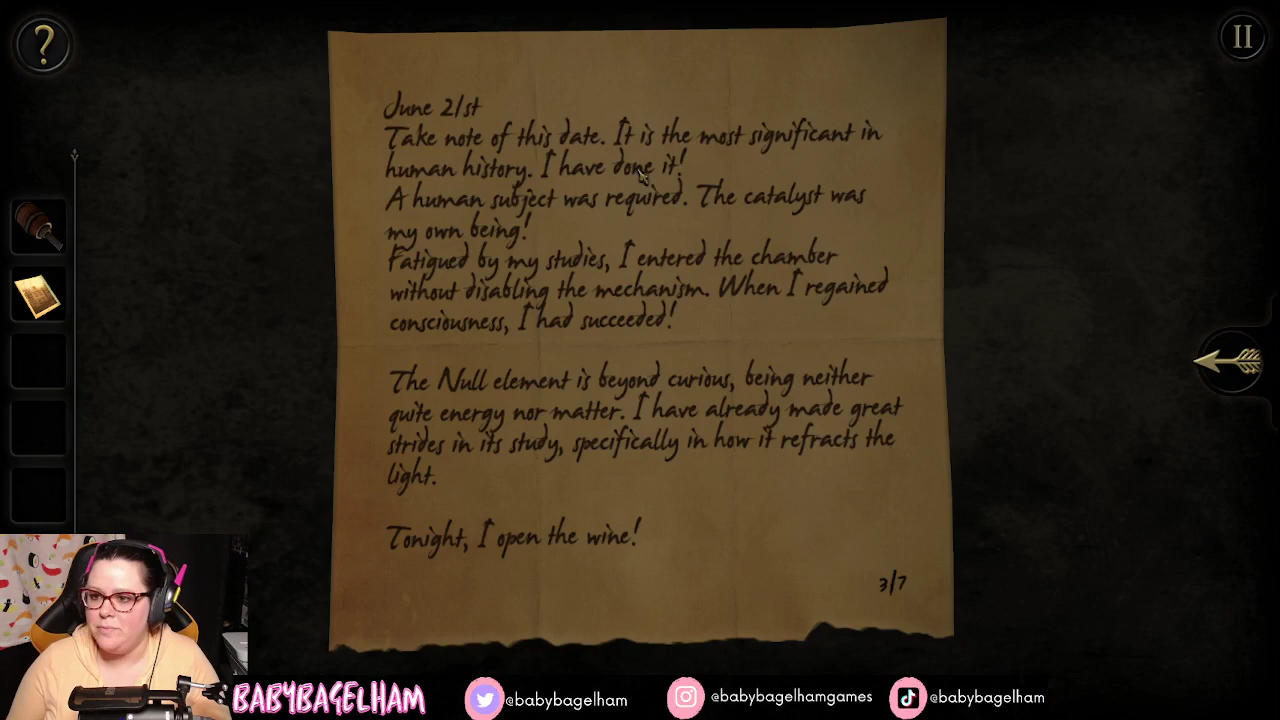 ?
II
June 21st
Take note of this date. It is the most significant in
human history. I have done it!
A human subject was required. The catalyst was
my own being!
Fatigued by my studies, I entered the chamber
without disabling the mechanism. When I regained
consciousness, I had succeeded!
The Null element is beyond curious, being neither
quite energy nor matter. I have already made great
strides in its study, specifically in how it refracts the
light.
Tonight, I open the wine!
3/7
BABYBAGELHAM
@babybagelham
@babybagelhamgames
@babybagelham